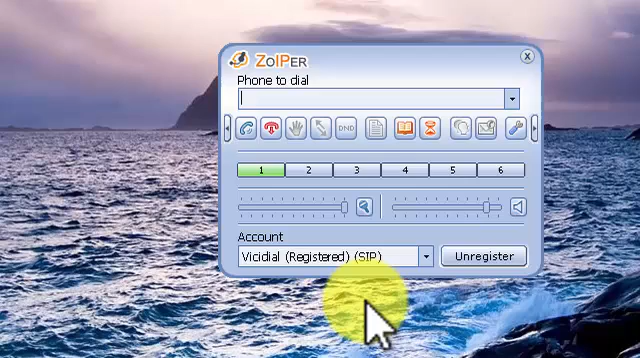 ZoIPer
Phone to dial
DND
1 2 3 4 5 6
Account
Vicidial (Registered) (SIP)
Unregister